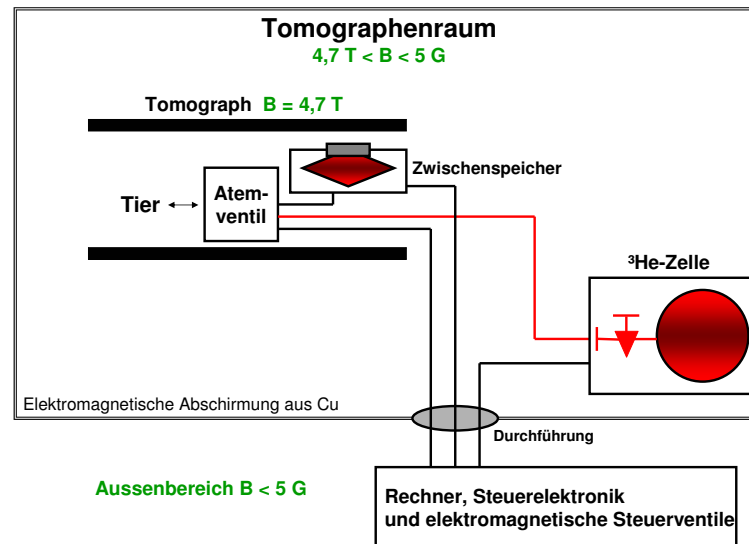 Tomographenraum
4,7 T < B < 5 G
Tomograph B = 4,7 T
Zwischenspeicher
Tier
Atem-
ventil
³He-Zelle
Elektromagnetische Abschirmung aus Cu
Durchführung
Aussenbereich B < 5 G
Rechner, Steuerelektronik
und elektromagnetische Steuerventile